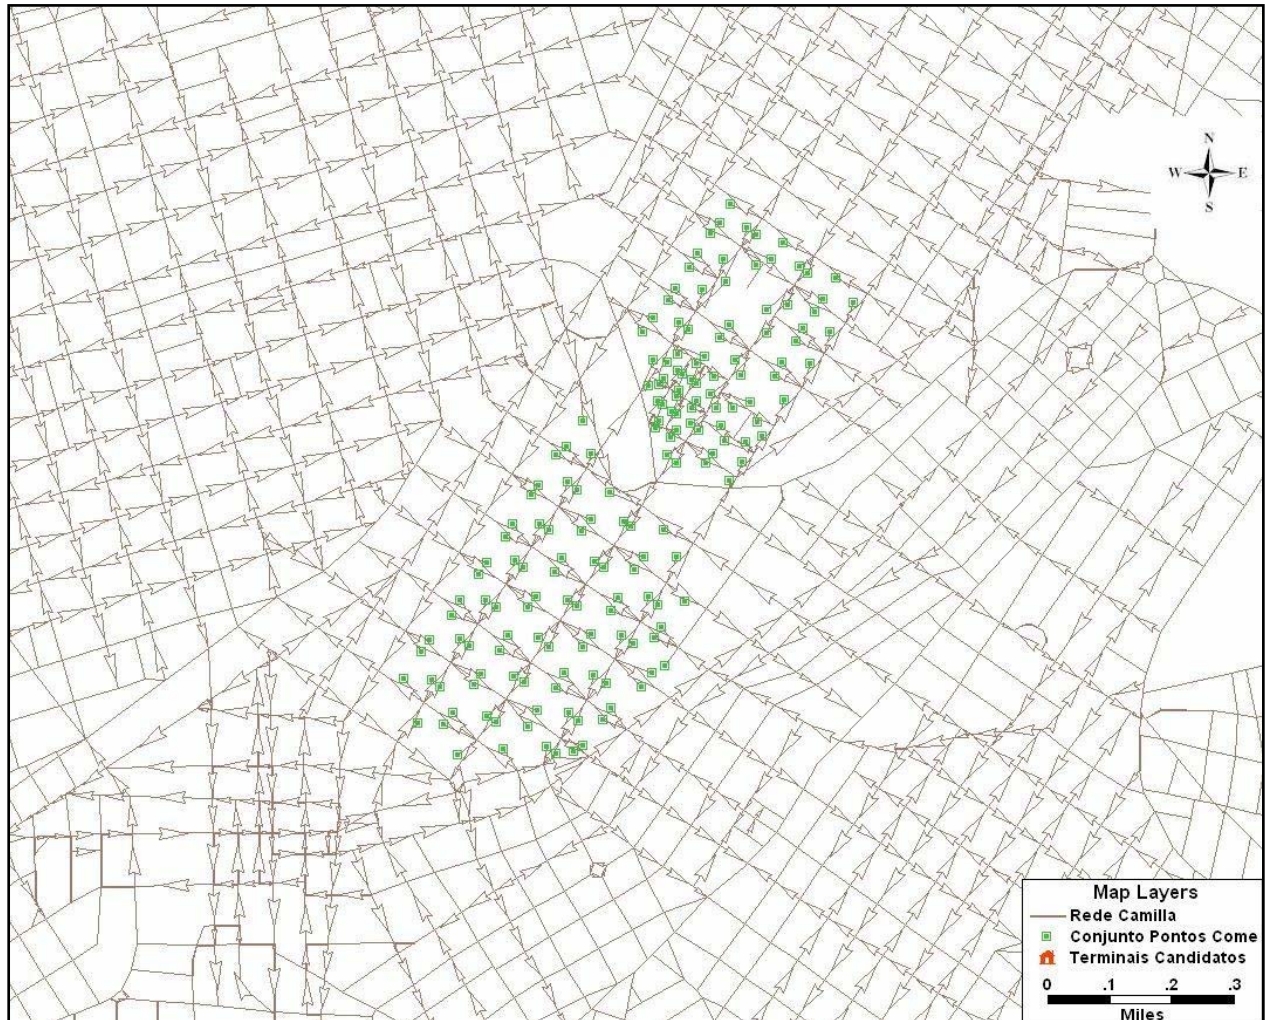 N
W E
S
Map Layers
Rede Camilla
Conjunto Pontos Come
Terminais Candidatos
0 .1 .2 .3
Miles